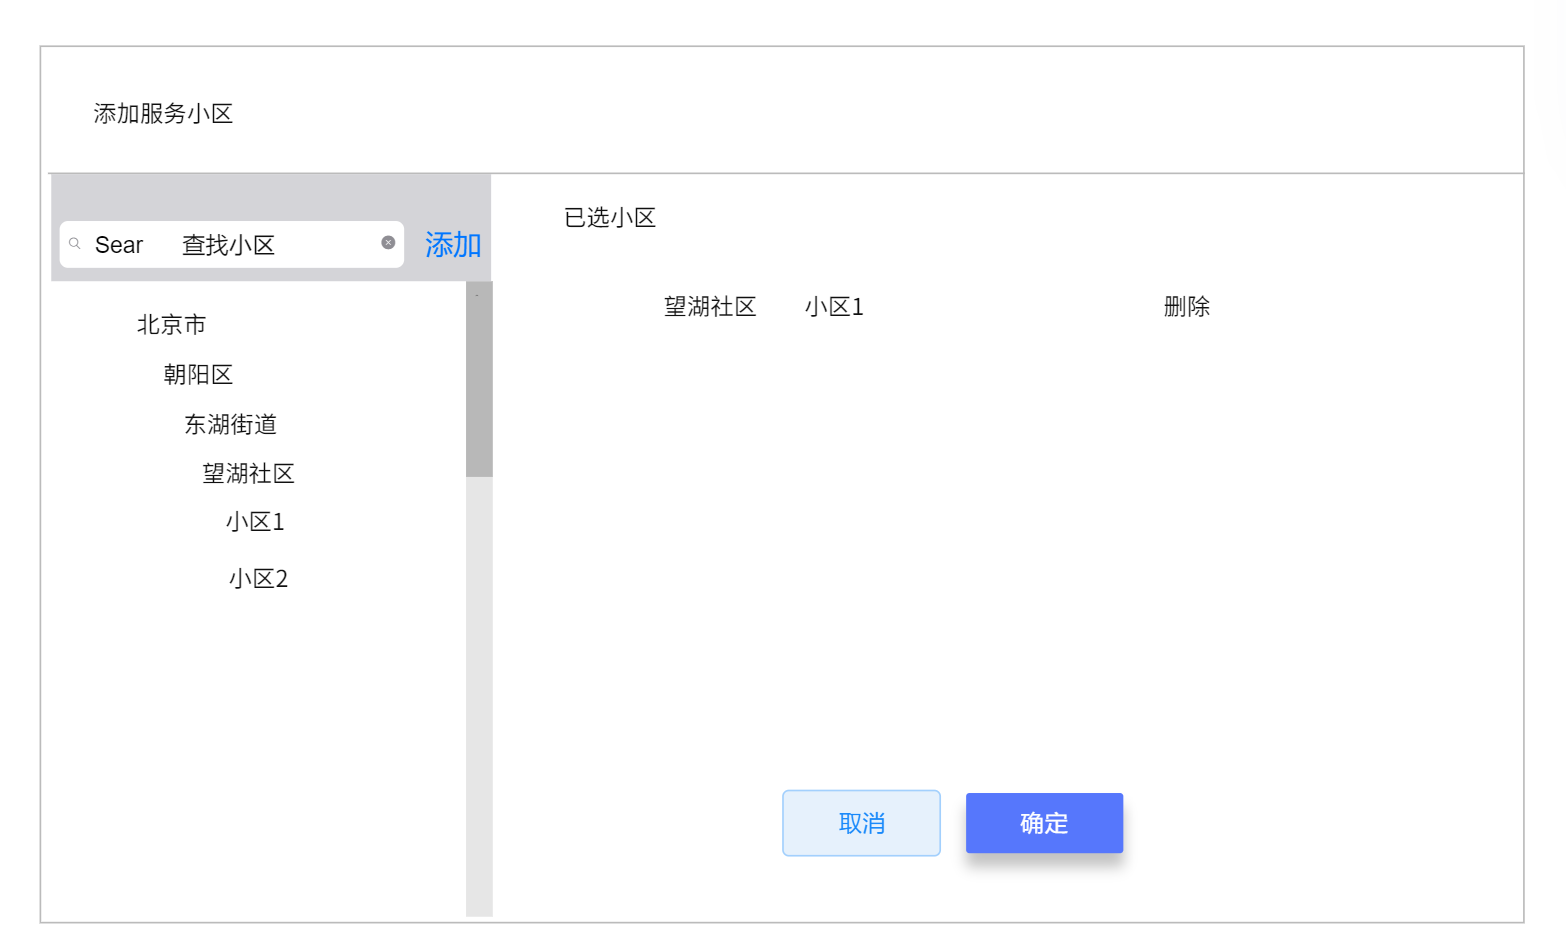 添加服务小区
Sear 查找小区 添加
北京市
朝阳区
东湖街道
望湖社区
小区1
小区2
已选小区
望湖社区 小区1 删除
取消 确定